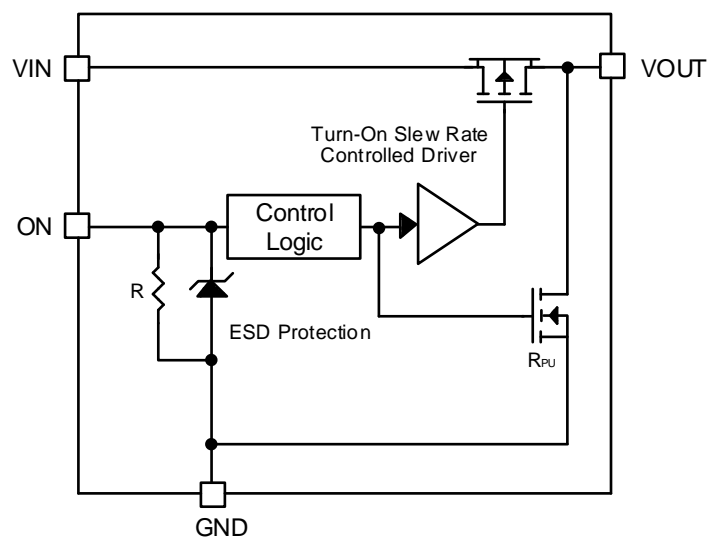 VIN
VOUT
Turn-On Slew Rate
Controlled Driver
ON
Control
Logic
R
ESD Protection
RPU
GND